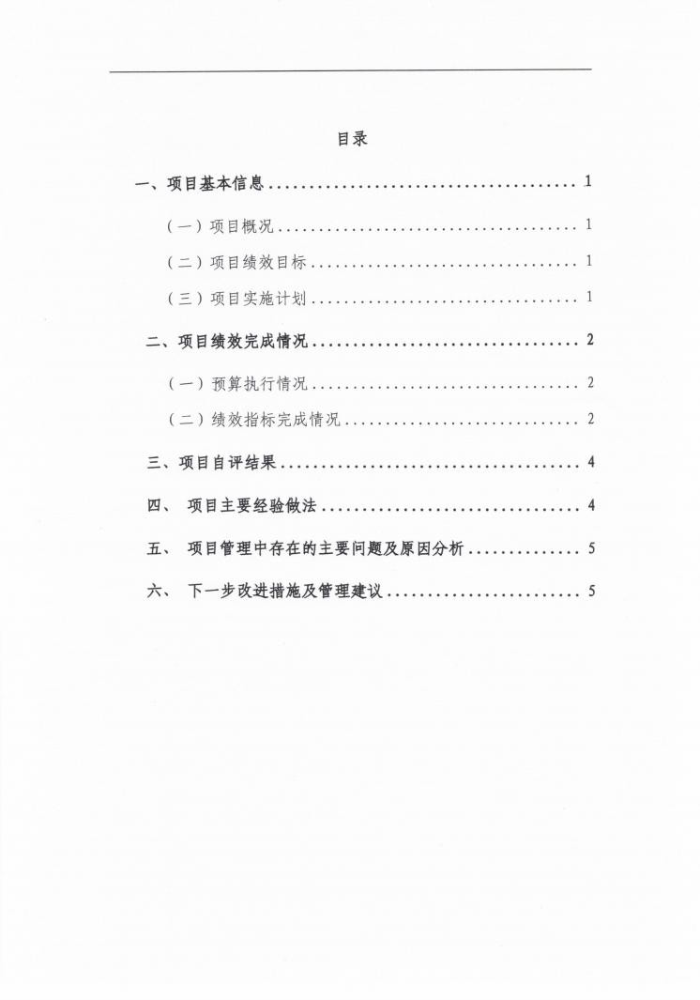 目录
一、项目基本信息...................................... 1
（一）项目概况..................................... 1
（二）项目绩效目标................................. 1
（三）项目实施计划................................. 1
二、项目绩效完成情况................................. 2
（一）预算执行情况................................. 2
（二）绩效指标完成情况............................. 2
三、项目自评结果..................................... 4
四、 项目主要经验做法................................ 4
五、 项目管理中存在的主要问题及原因分析.............. 5
六、 下一步改进措施及管理建议........................ 5